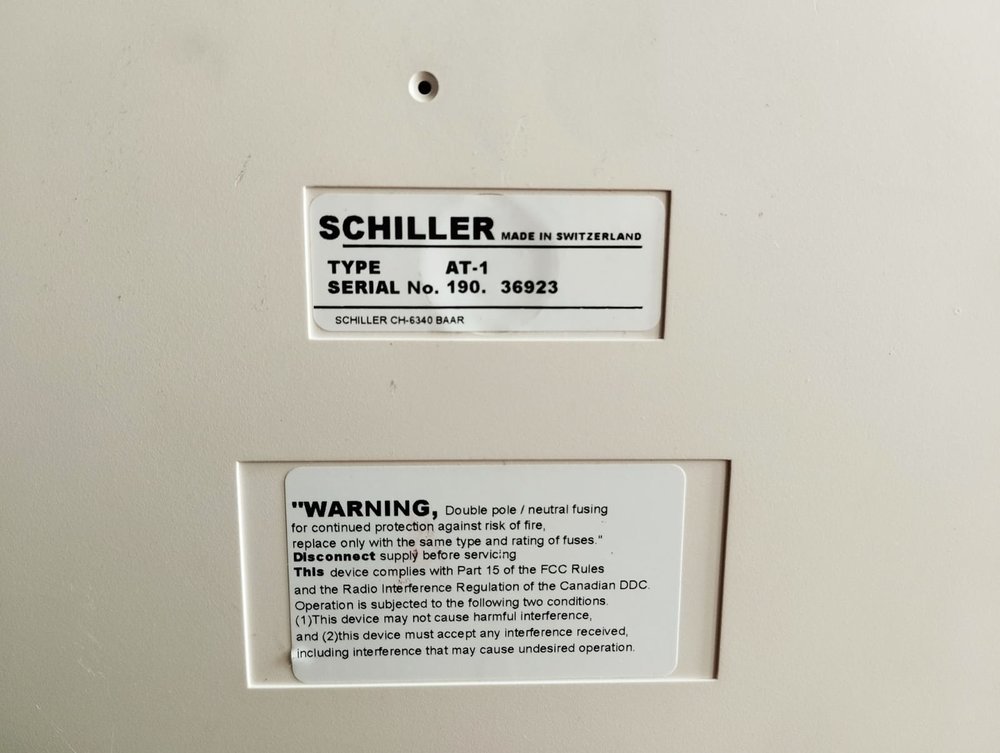 SCHILLER MADE IN SWITZERLAND
TYPE AT-1
SERIAL No. 190. 36923
SCHILLER CH-6340 BAAR
"WARNING, Double pole / neutral fusing
for continued protection against risk of fire,
replace only with the same type and rating of fuses."
Disconnect supply before servicing
This device complies with Part 15 of the FCC Rules
and the Radio Interference Regulation of the Canadian DDC.
Operation is subjected to the following two conditions.
(1)This device may not cause harmful interference,
and (2)this device must accept any interference received,
including interference that may cause undesired operation.